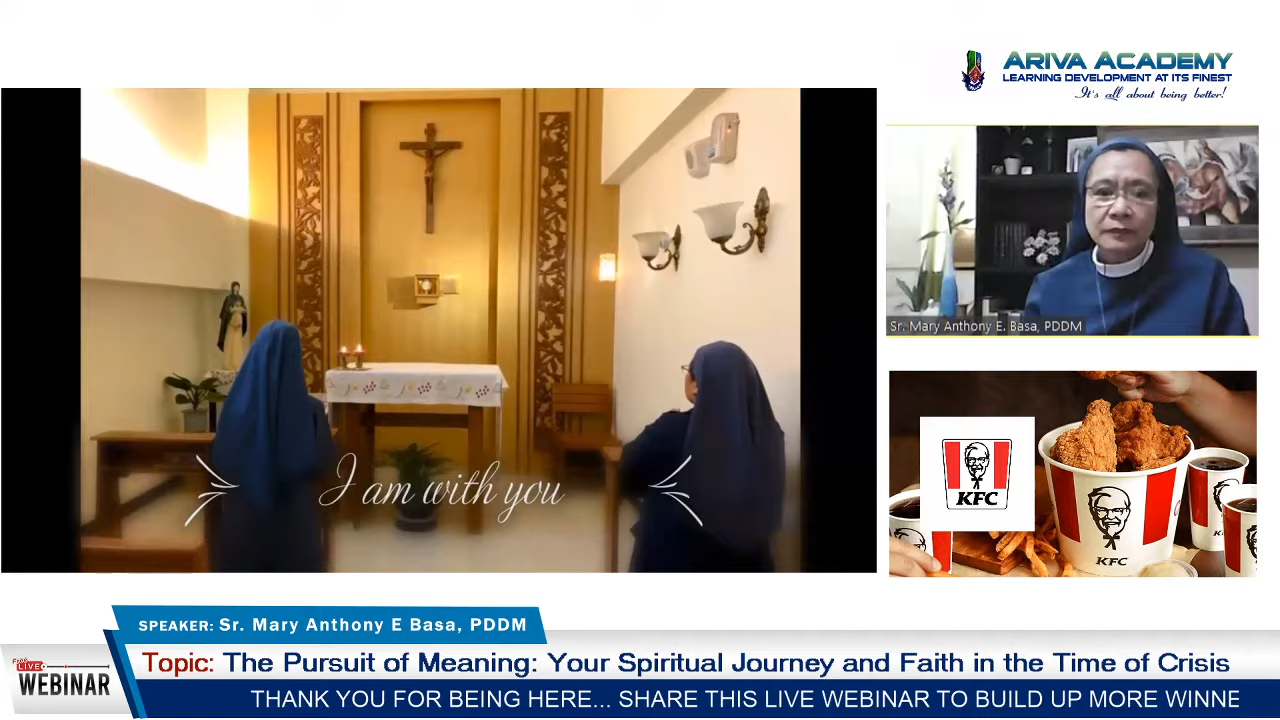 ARIVA ACADEMY
LEARNING DEVELOPMENT AT ITS FINEST
It's all about being better!
Sr. Mary Anthony E. Basa, PDDM
I am with you
KFC
KFC
SPEAKER: Sr. Mary Anthony E Basa, PDDM
Topic: The Pursuit of Meaning: Your Spiritual Journey and Faith in the Time of Crisis
Free
LIVE
WEBINAR
THANK YOU FOR BEING HERE... SHARE THIS LIVE WEBINAR TO BUILD UP MORE WINNE